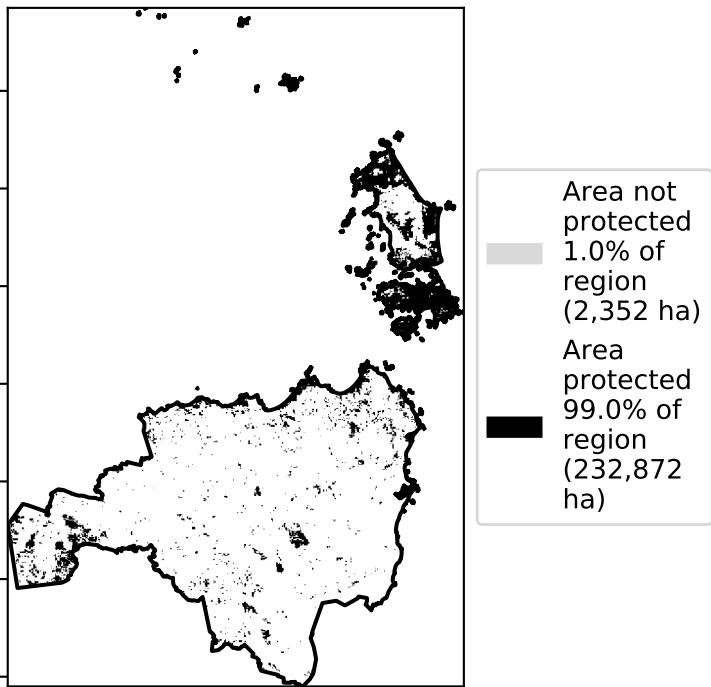 Area not
protected
1.0% of
region
(2,352 ha)
Area
protected
99.0% of
region
(232,872
ha)